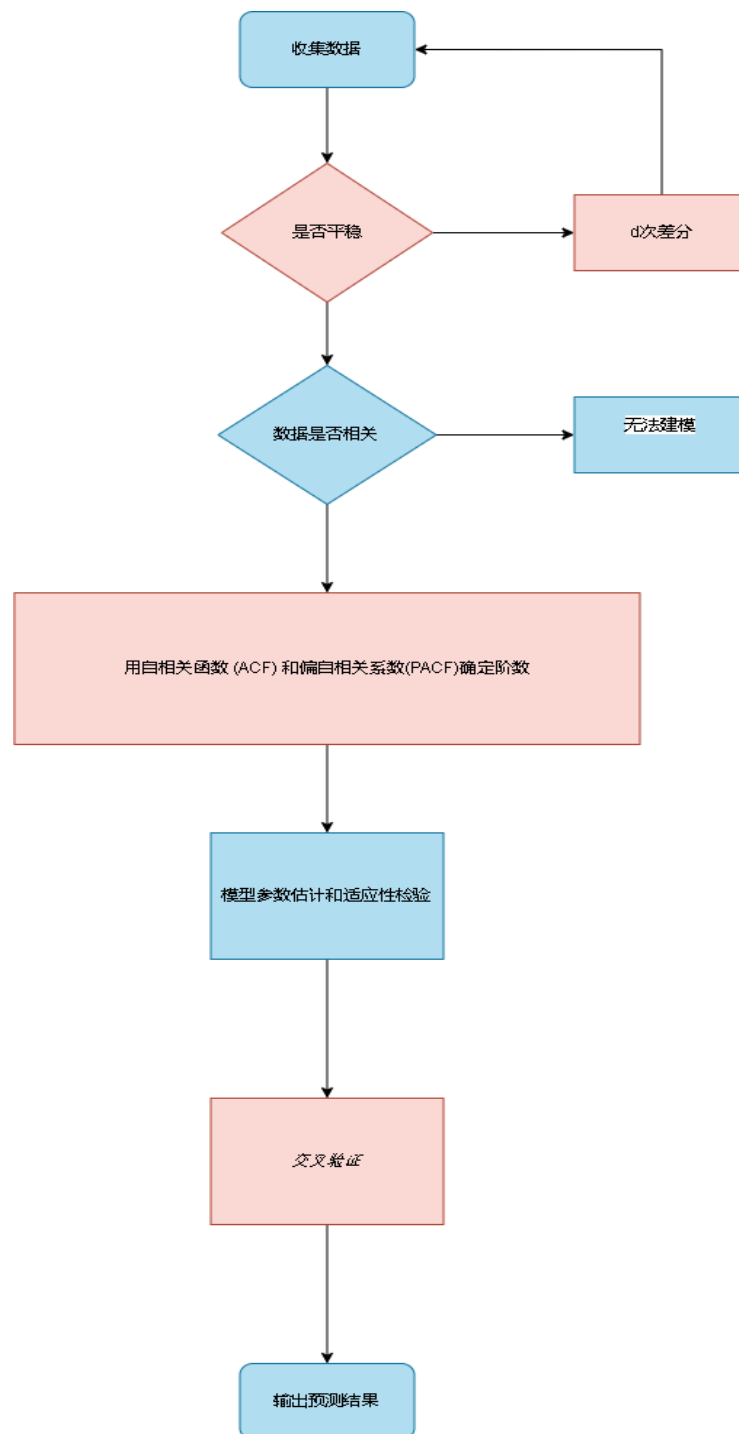 收集数据
是否平稳
d次差分
数据是否相关
无法建模
用自相关函数 (ACF) 和偏自相关系数(PACF)确定阶数
模型参数估计和适应性检验
交叉验证
输出预测结果